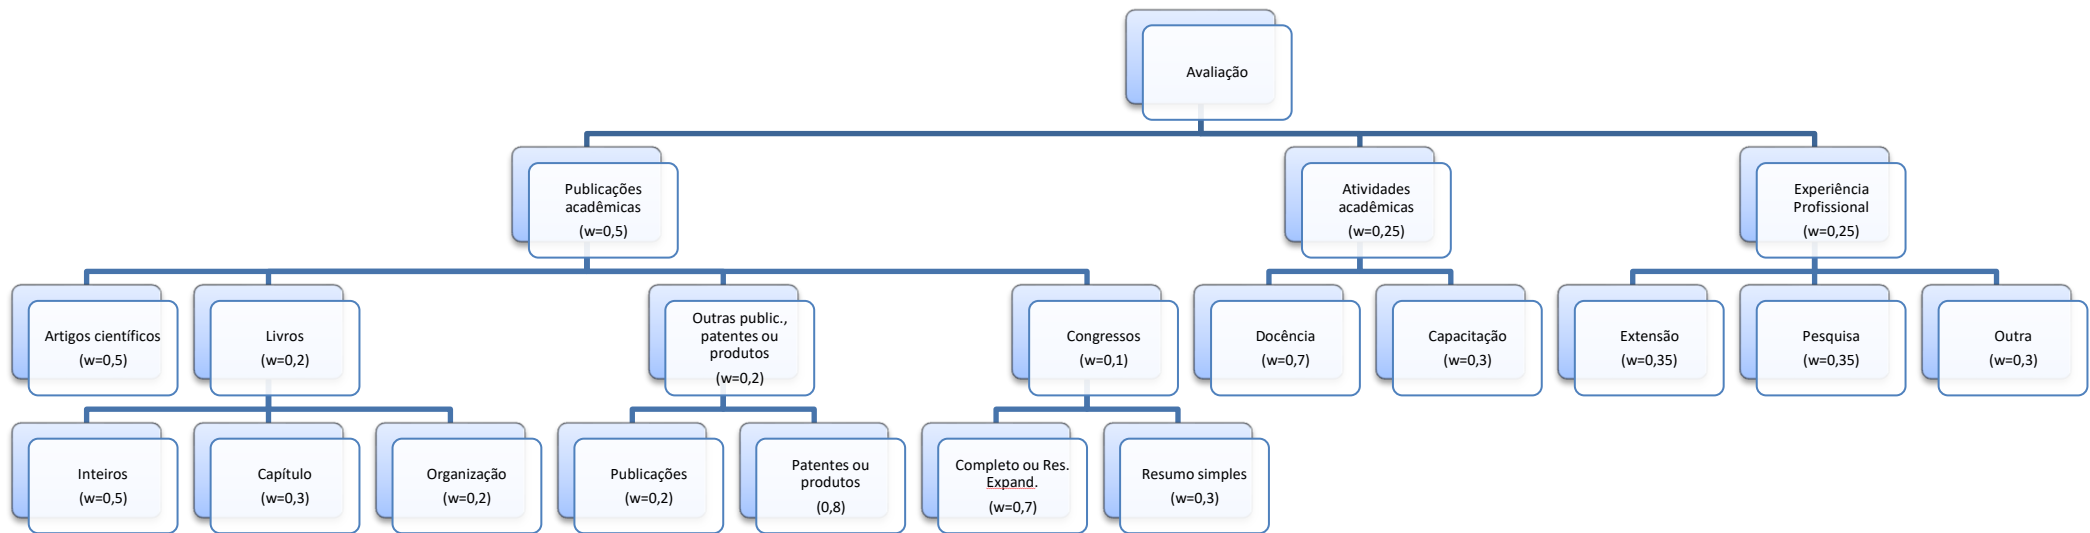 Avaliação
Publicações
acadêmicas
(w=0,5)
Atividades
acadêmicas
(w=0,25)
Experiência
Profissional
(w=0,25)
Artigos científicos
(w=0,5)
Livros
(w=0,2)
Outras public.,
patentes ou
produtos
(w=0,2)
Congressos
(w=0,1)
Docência
(w=0,7)
Capacitação
(w=0,3)
Extensão
(w=0,35)
Pesquisa
(w=0,35)
Outra
(w=0,3)
Inteiros
(w=0,5)
Capítulo
(w=0,3)
Organização
(w=0,2)
Publicações
(w=0,2)
Patentes ou
produtos
(0,8)
Completo ou Res.
Expand.
(w=0,7)
Resumo simples
(w=0,3)